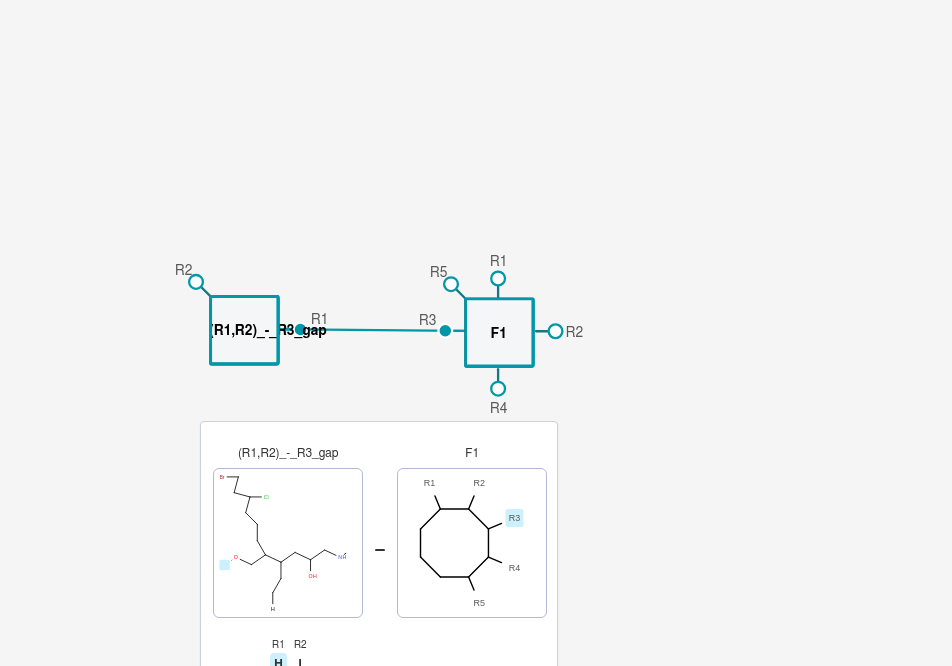 R2
R5
R1
R1
R3
(R1,R2)_-_R3_gap
F1
R2
R4
(R1,R2)_-_R3_gap
F1
Br
Cl
O
OH
NH
H
–
R1
R2
R3
R4
R5
R1 R2
H